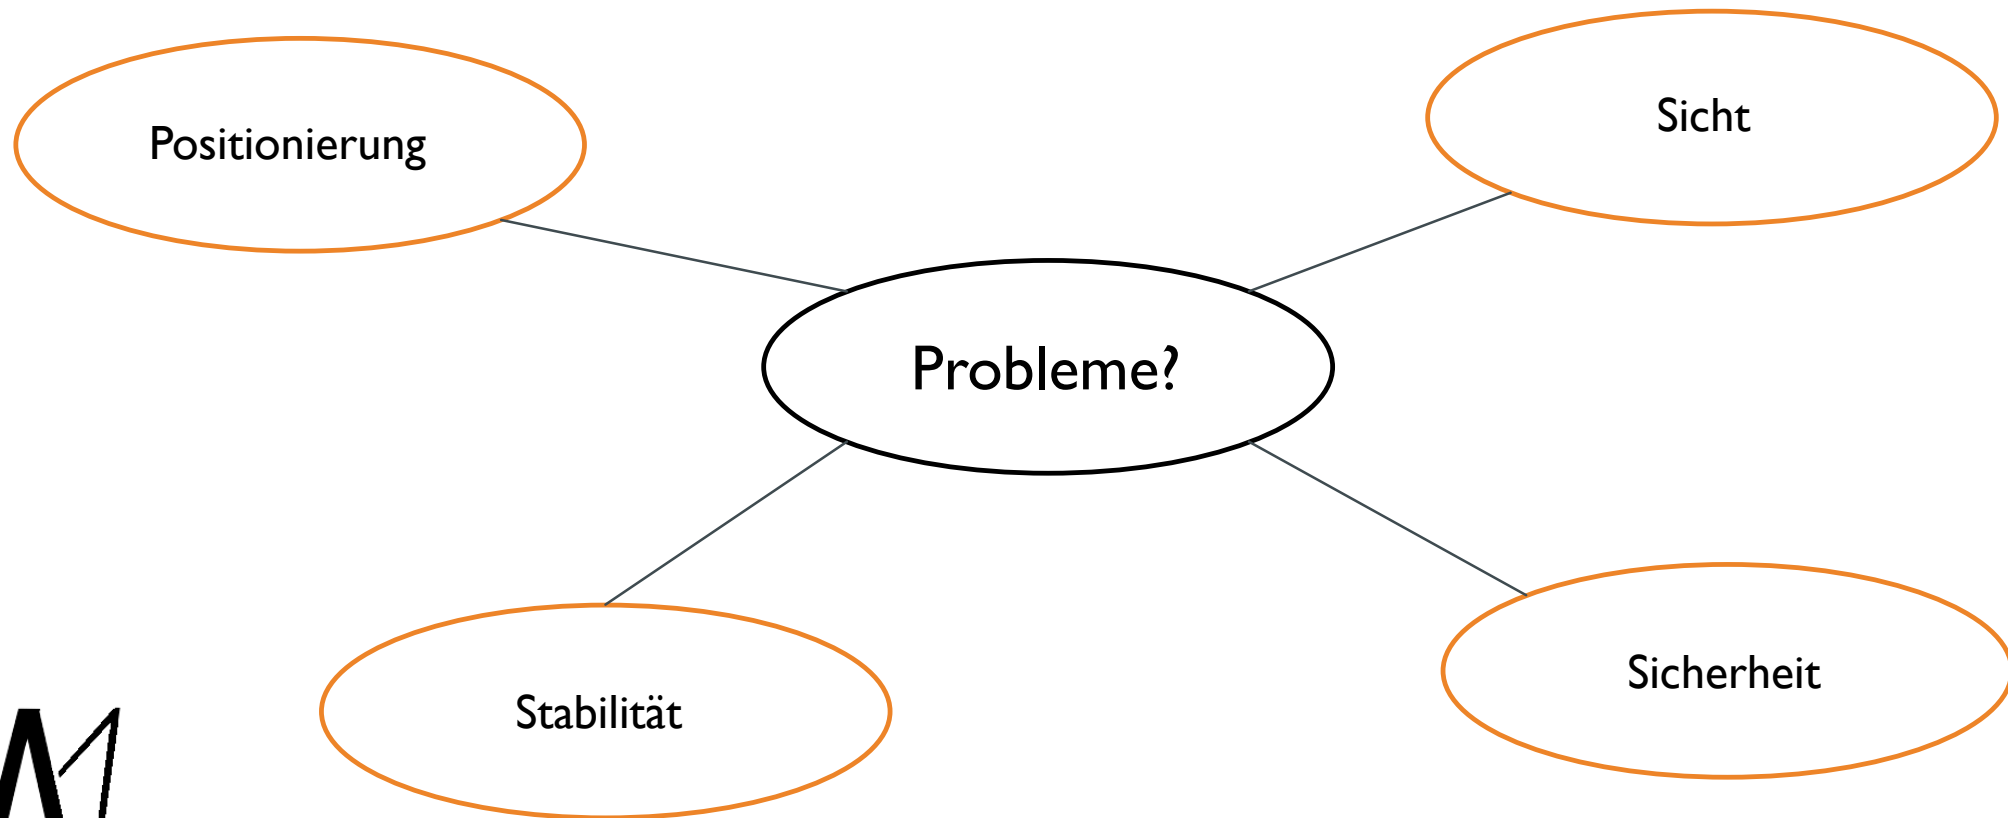 Positionierung
Sicht
Probleme?
Stabilität
Sicherheit